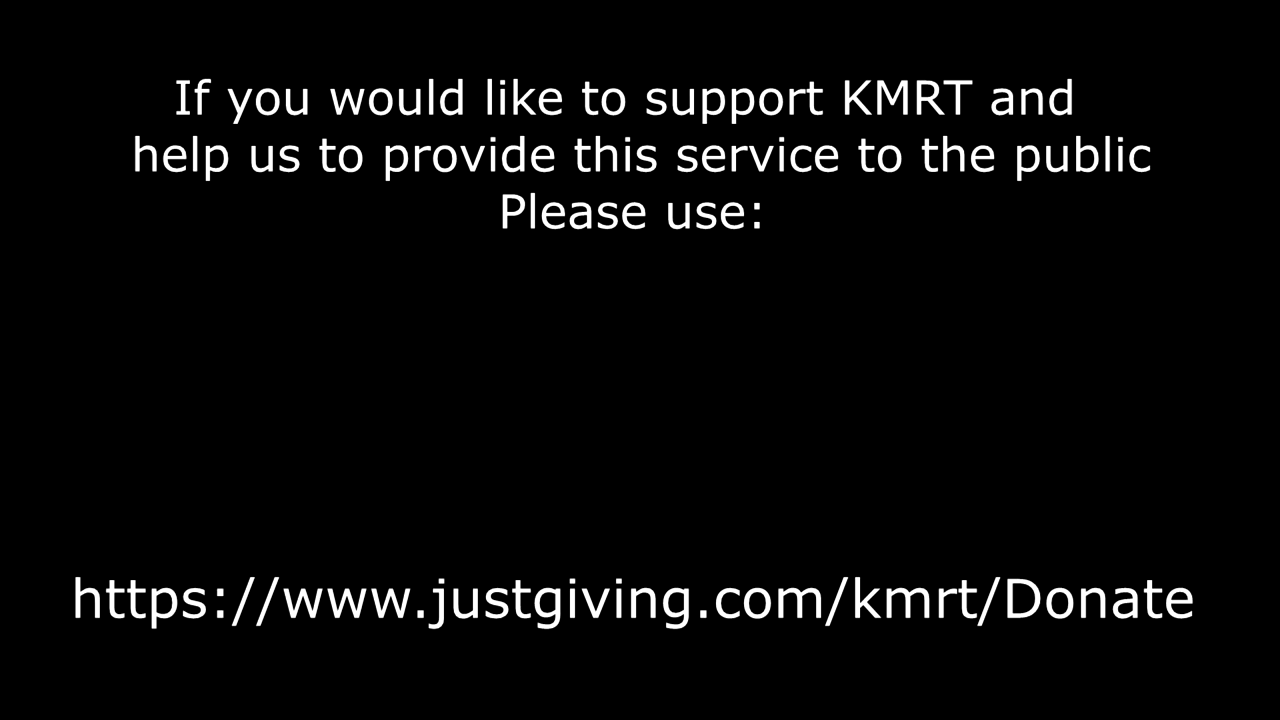 If you would like to support KMRT and
help us to provide this service to the public
Please use:
https://www.justgiving.com/kmrt/Donate